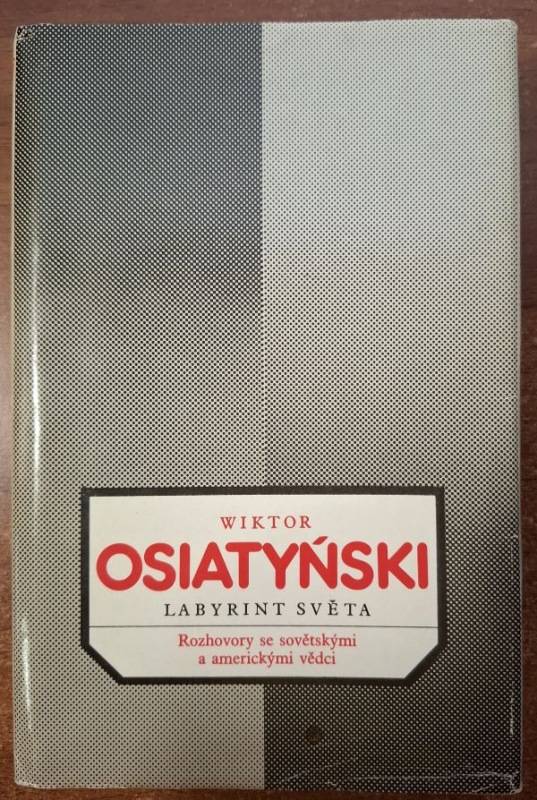 WIKTOR
OSIATYŃSKI
LABYRINT SVĚTA
Rozhovory se sovětskými
a americkými vědci